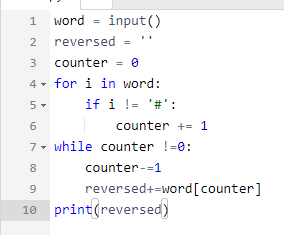 1 word = input()
2 reversed = ''
3 counter = 0
4 for i in word:
5 if i != '#':
6 counter += 1
7 while counter !=0:
8 counter-=1
9 reversed+=word[counter]
10 print(reversed)